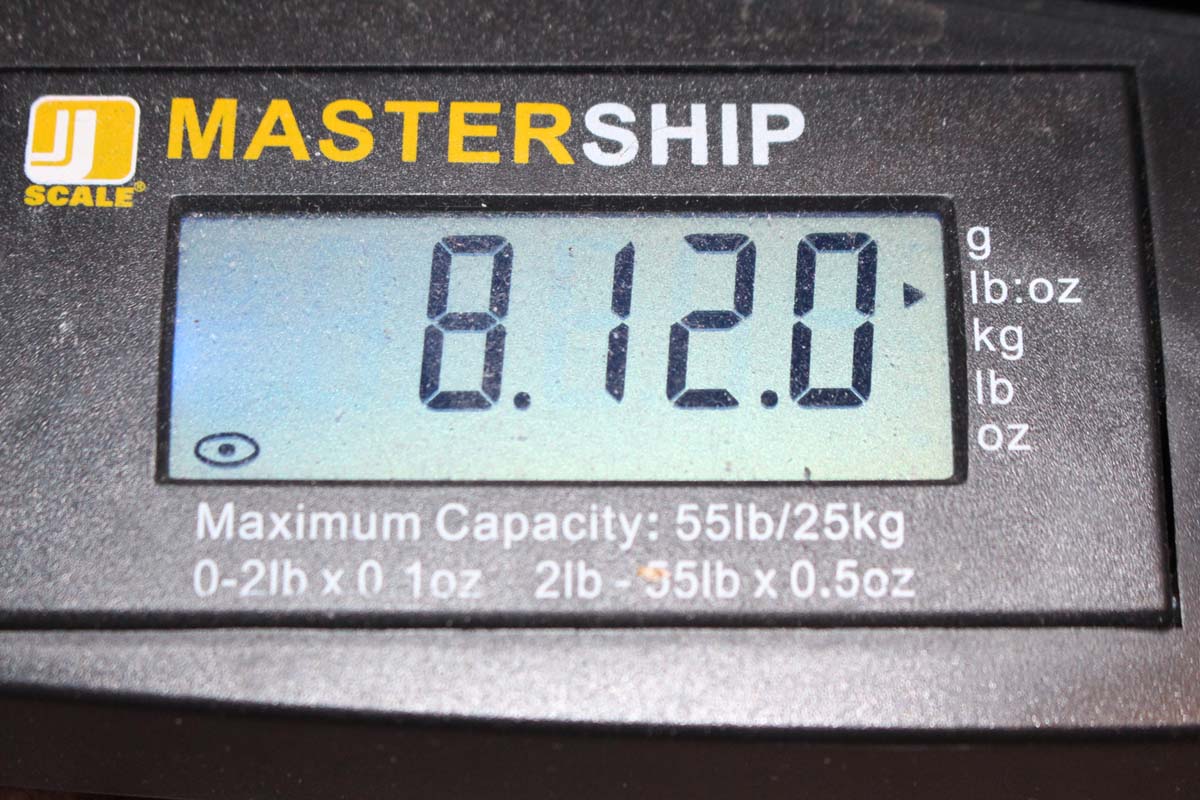 JJ
SCALE®
MASTERSHIP
8.12.0
g
lb:oz
kg
lb
oz
Maximum Capacity: 55lb/25kg
0-2lb x 0.1oz 2lb - 55lb x 0.5oz